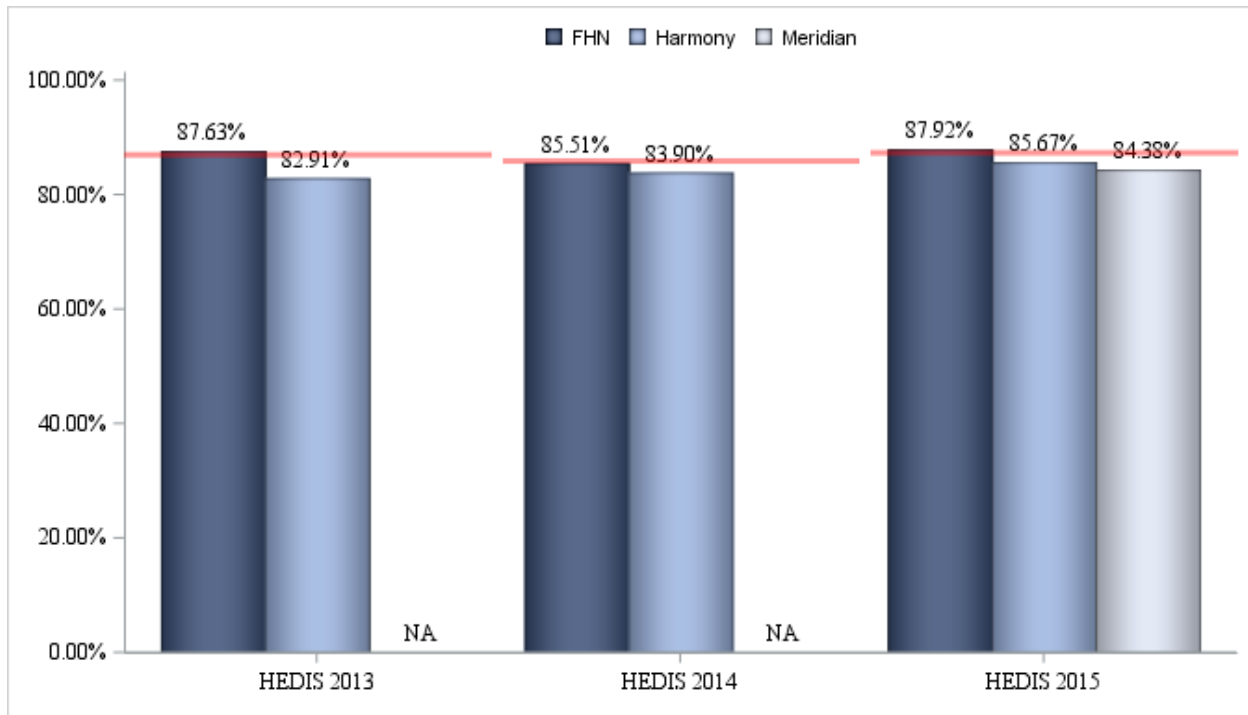 FHN Harmony Meridian
100.00%
80.00%
60.00%
40.00%
20.00%
0.00%
87.63%
82.91%
NA
85.51%
83.90%
NA
87.92%
85.67%
84.38%
HEDIS 2013
HEDIS 2014
HEDIS 2015